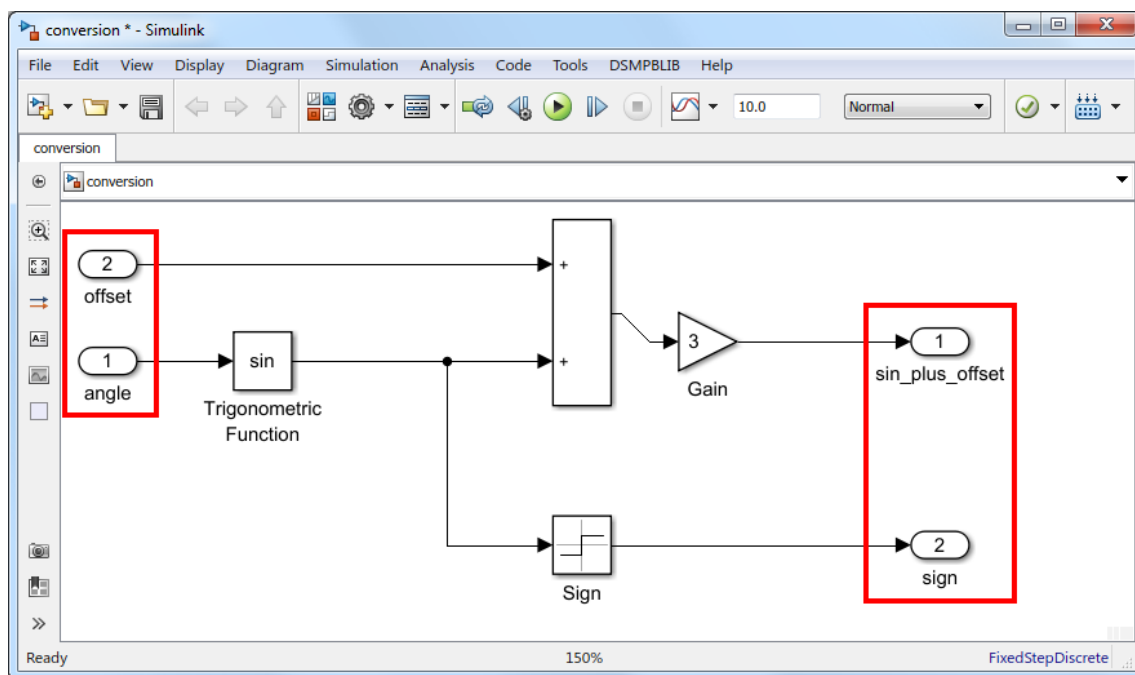 conversion * - Simulink
File Edit View Display Diagram Simulation Analysis Code Tools DSMPBLIB Help
10.0 Normal
conversion
conversion
2
offset
+
1
angle
sin
Trigonometric
Function
+
3
Gain
1
sin_plus_offset
Sign
2
sign
Ready 150% FixedStepDiscrete